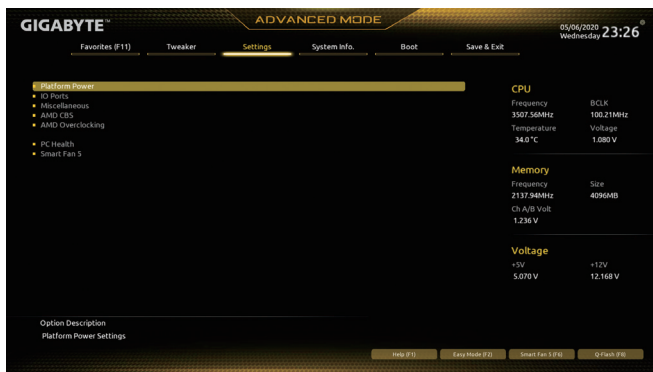 GIGABYTE™
ADVANCED MODE
05/06/2020 Wednesday 23:26
Favorites (F11) Tweaker Settings System Info. Boot Save & Exit
Platform Power
IO Ports
Miscellaneous
AMD CBS
AMD Overclocking
PC Health
Smart Fan 5
CPU
Frequency BCLK
3507.56MHz 100.21MHz
Temperature Voltage
34.0 °C 1.080 V
Memory
Frequency Size
2137.94MHz 4096MB
Ch A/B Volt
1.236 V
Voltage
+5V +12V
5.070 V 12.168 V
Option Description
Platform Power Settings
Help (F1) Easy Mode (F2) Smart Fan 5 (F6) Q-Flash (F8)